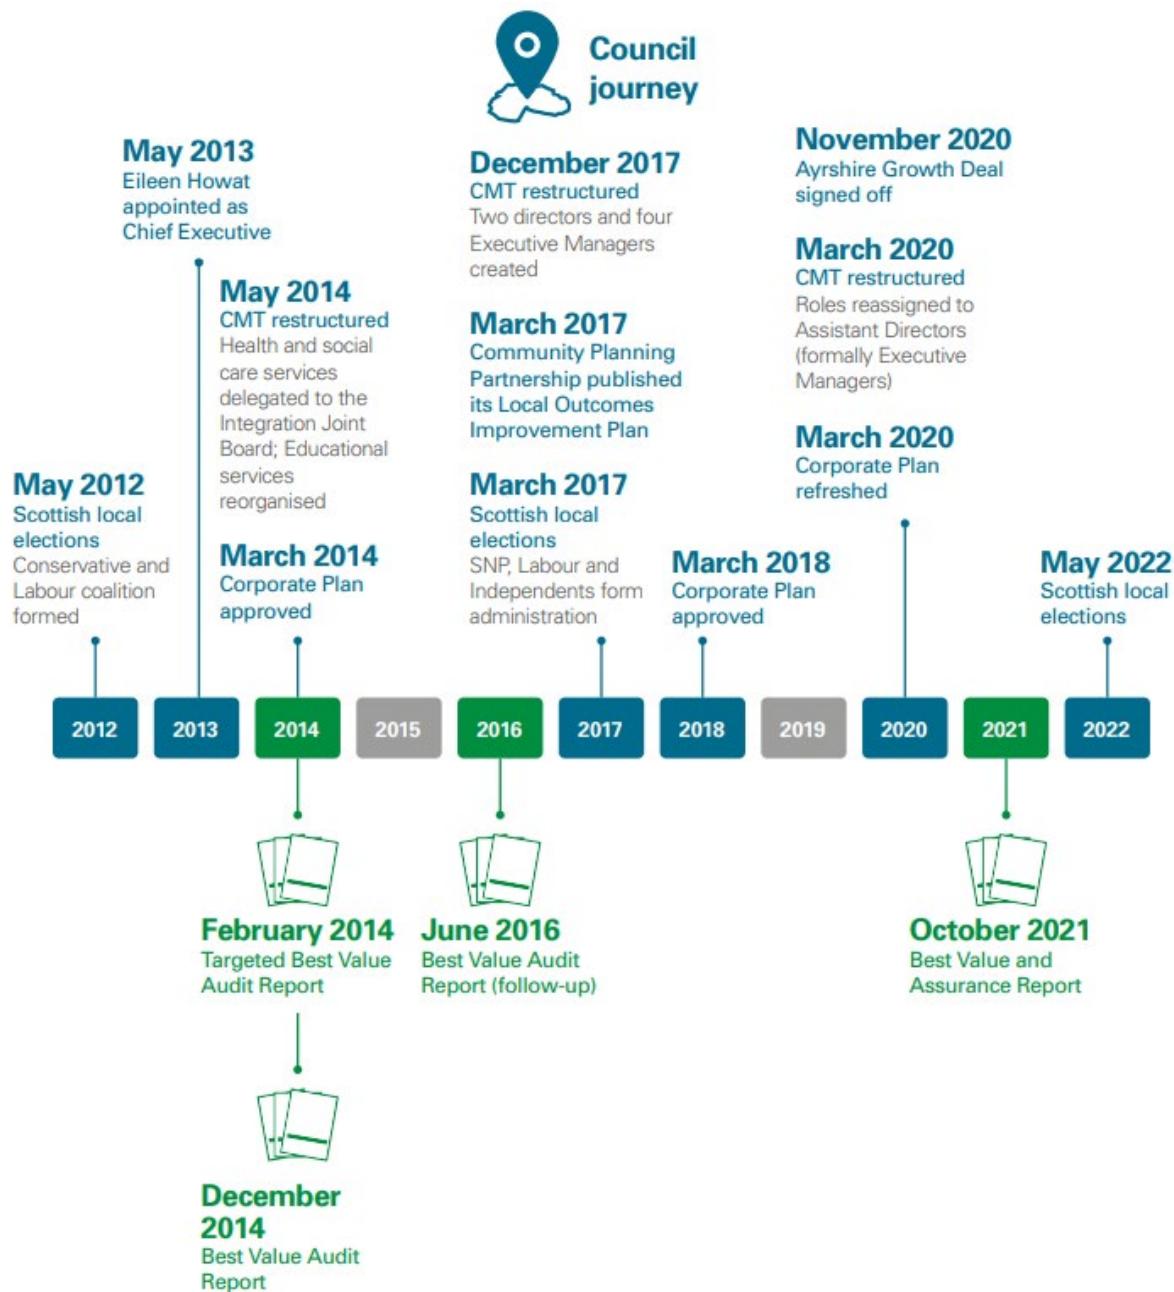 Council
journey
May 2013
Eileen Howat
appointed as
Chief Executive
May 2014
CMT restructured
Health and social
care services
delegated to the
Integration Joint
Board; Educational
services
reorganised
May 2012
Scottish local
elections
Conservative and
Labour coalition
formed
March 2014
Corporate Plan
approved
December 2017
CMT restructured
Two directors and four
Executive Managers
created
March 2017
Community Planning
Partnership published
its Local Outcomes
Improvement Plan
March 2017
Scottish local
elections
SNP, Labour and
Independents form
administration
March 2018
Corporate Plan
approved
November 2020
Ayrshire Growth Deal
signed off
March 2020
CMT restructured
Roles reassigned to
Assistant Directors
(formally Executive
Managers)
March 2020
Corporate Plan
refreshed
May 2022
Scottish local
elections
2012 2013 2014 2015 2016 2017 2018 2019 2020 2021 2022
February 2014
Targeted Best Value
Audit Report
June 2016
Best Value Audit
Report (follow-up)
October 2021
Best Value and
Assurance Report
December
2014
Best Value Audit
Report